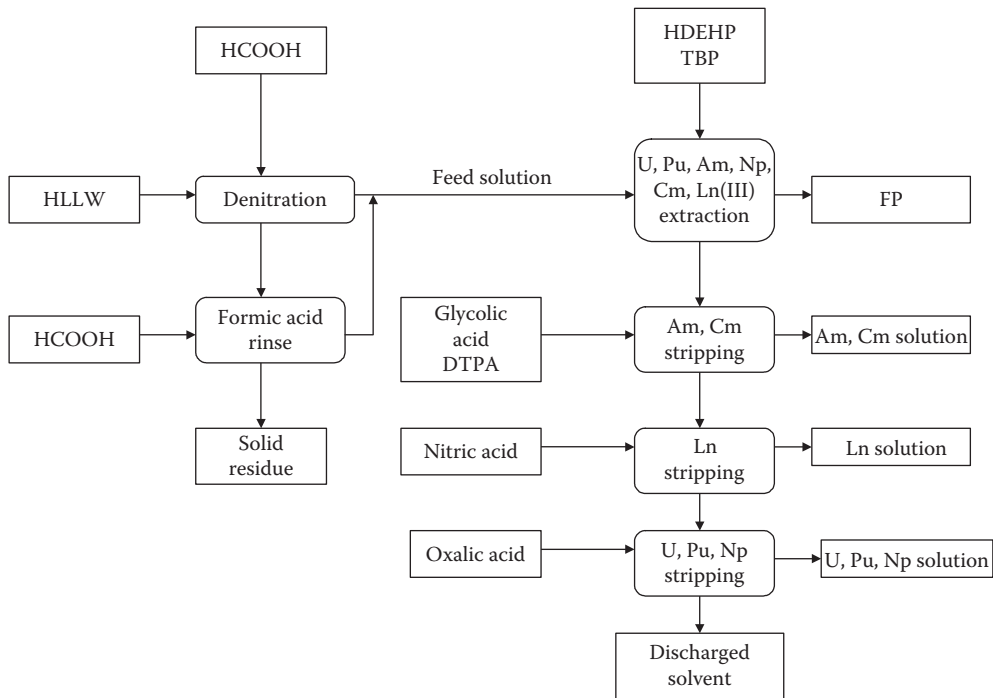 HCOOH
HDEHP
TBP
HLLW
Denitration
Feed solution
U, Pu, Am, Np,
Cm, Ln(III)
extraction
FP
HCOOH
Formic acid
rinse
Glycolic
acid
DTPA
Am, Cm
stripping
Am, Cm solution
Solid
residue
Nitric acid
Ln
stripping
Ln solution
Oxalic acid
U, Pu, Np
stripping
U, Pu, Np solution
Discharged
solvent